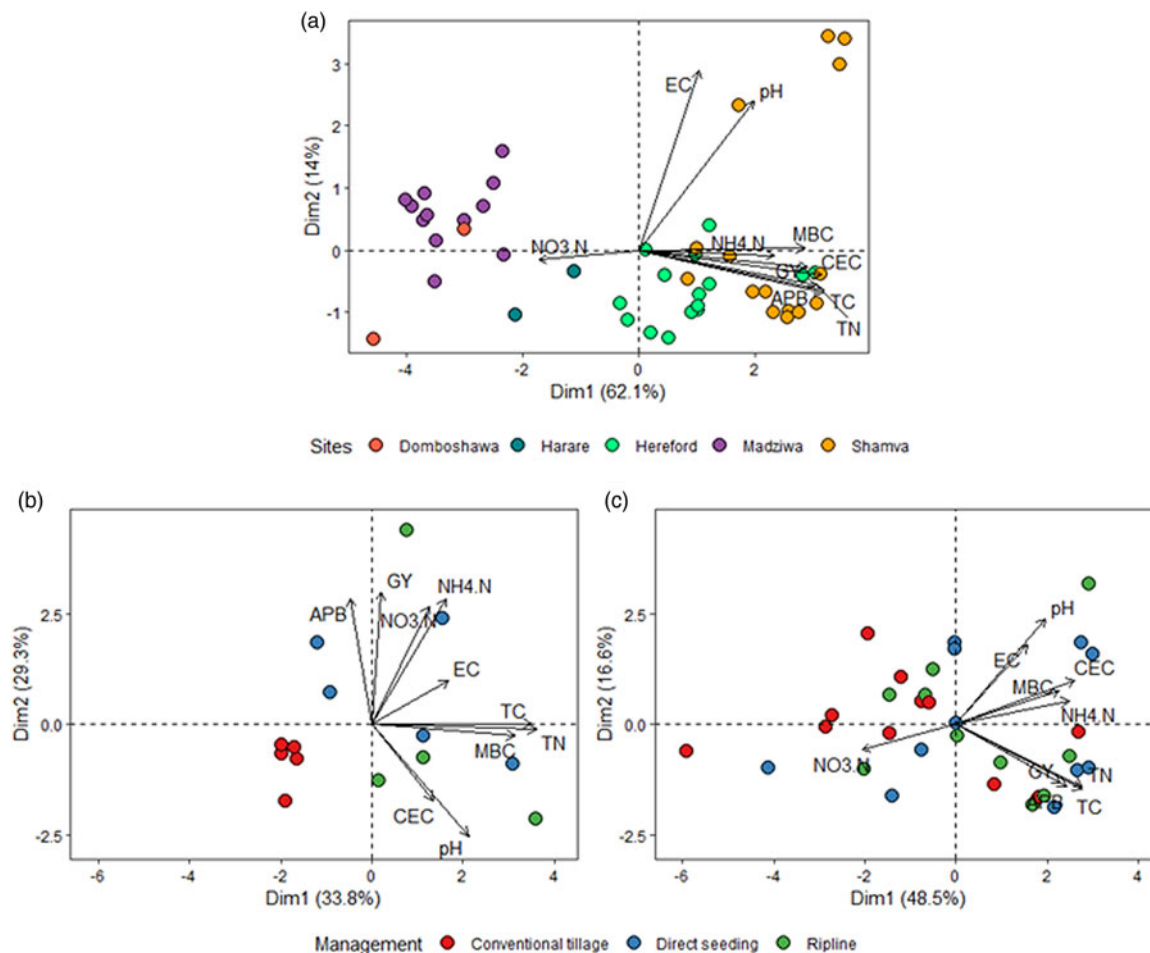 (a)
3
2
1
0
-1
Dim2 (14%)
EC
pH
MBC
NO3.N
NH4.N
CEC
GY
APB
TC
TN
-4
-2
0
2
Dim1 (62.1%)
Sites Domboshawa Harare Hereford Madziwa Shamva
(b)
2.5
0.0
-2.5
Dim2 (29.3%)
GY
NH4.N
APB
NO3.N
EC
TC
TN
MBC
CEC
pH
-6
-4
-2
0
2
4
Dim1 (33.8%)
(c)
2.5
0.0
-2.5
Dim2 (16.6%)
pH
EC
CEC
MBC
NH4.N
NO3.N
GY
TN
TC
-6
-4
-2
0
2
4
Dim1 (48.5%)
Management Conventional tillage Direct seeding Ripline